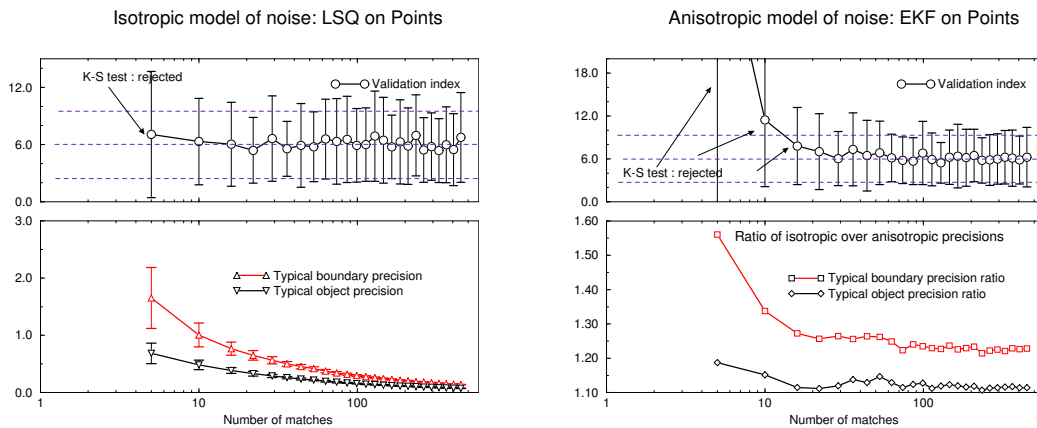 Isotropic model of noise: LSQ on Points
K-S test : rejected
Validation index
12.0
6.0
0.0
3.0
2.0
1.0
0.0
Typical boundary precision
Typical object precision
1
10
100
Number of matches
Anisotropic model of noise: EKF on Points
18.0
12.0
6.0
0.0
Validation index
K-S test : rejected
1.60
1.50
1.40
1.30
1.20
1.10
Ratio of isotropic over anisotropic precisions
Typical boundary precision ratio
Typical object precision ratio
1
10
100
Number of matches